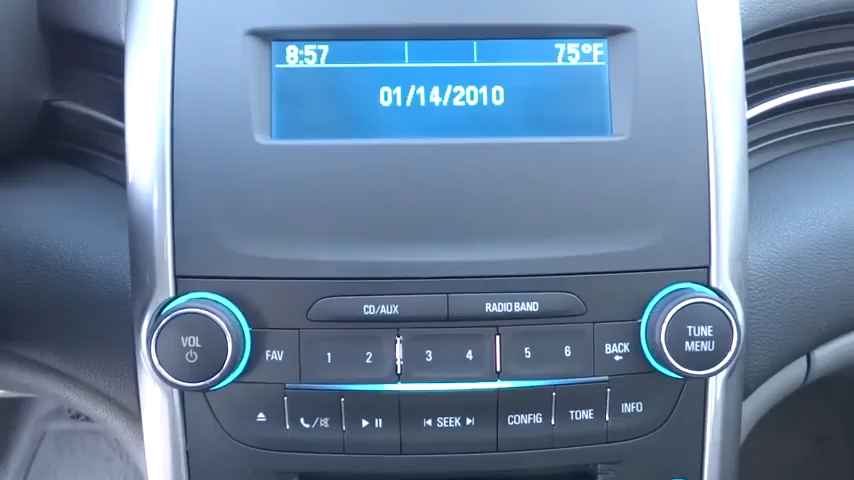 8:57 75°F
01/14/2010
CD/AUX RADIO BAND
VOL
TUNE
MENU
FAV 1 2 3 4 5 6 BACK
SEEK CONFIG TONE INFO